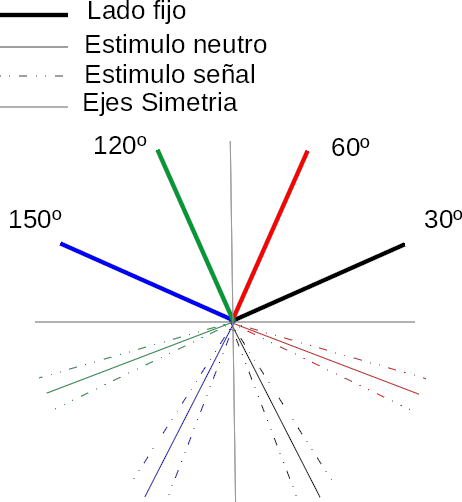 Lado fijo
Estimulo neutro
Estimulo señal
Ejes Simetria
120º
60º
150º
30º